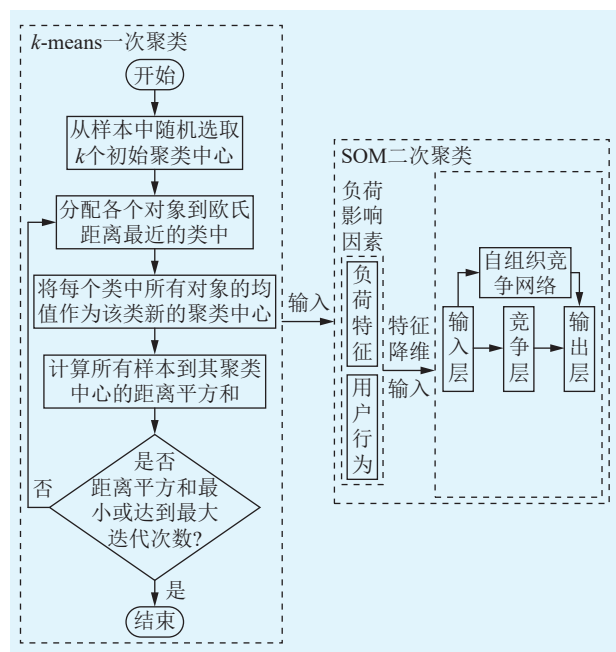 k-means一次聚类
开始
从样本中随机选取
k个初始聚类中心
分配各个对象到欧氏
距离最近的类中
将每个类中所有对象的均
值作为该类新的聚类中心
计算所有样本到其聚类
中心的距离平方和
是否
距离平方和最
小或达到最大
迭代次数?
否
是
结束
输入
SOM二次聚类
负荷
影响
因素
负荷特征
用户行为
特征
降维
输入
自组织竞
争网络
输入层
竞争层
输出层